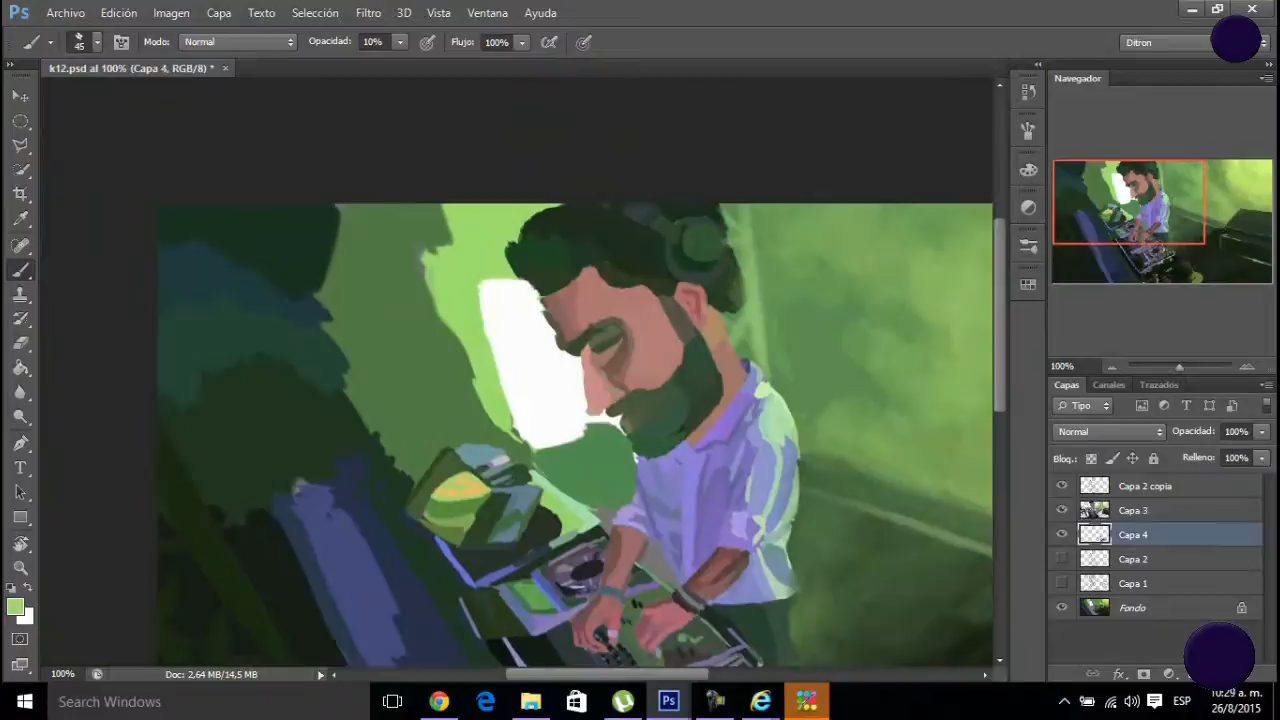 Ps Archivo Edición Imagen Capa Texto Selección Filtro 3D Vista Ventana Ayuda
45 Modo: Normal Opacidad: 10% Flujo: 100% Ditron
k12.psd al 100% (Capa 4, RGB/8) * ×
Navegador
100%
Capas Canales Trazados
Tipo
Normal Opacidad: 100%
Bloq.: Relleno: 100%
Capa 2 copia
Capa 3
Capa 4
Capa 2
Capa 1
Fondo
100% Doc: 2,64 MB/14,5 MB
fx
Search Windows Ps ESP 10:29 a. m.
26/8/2015